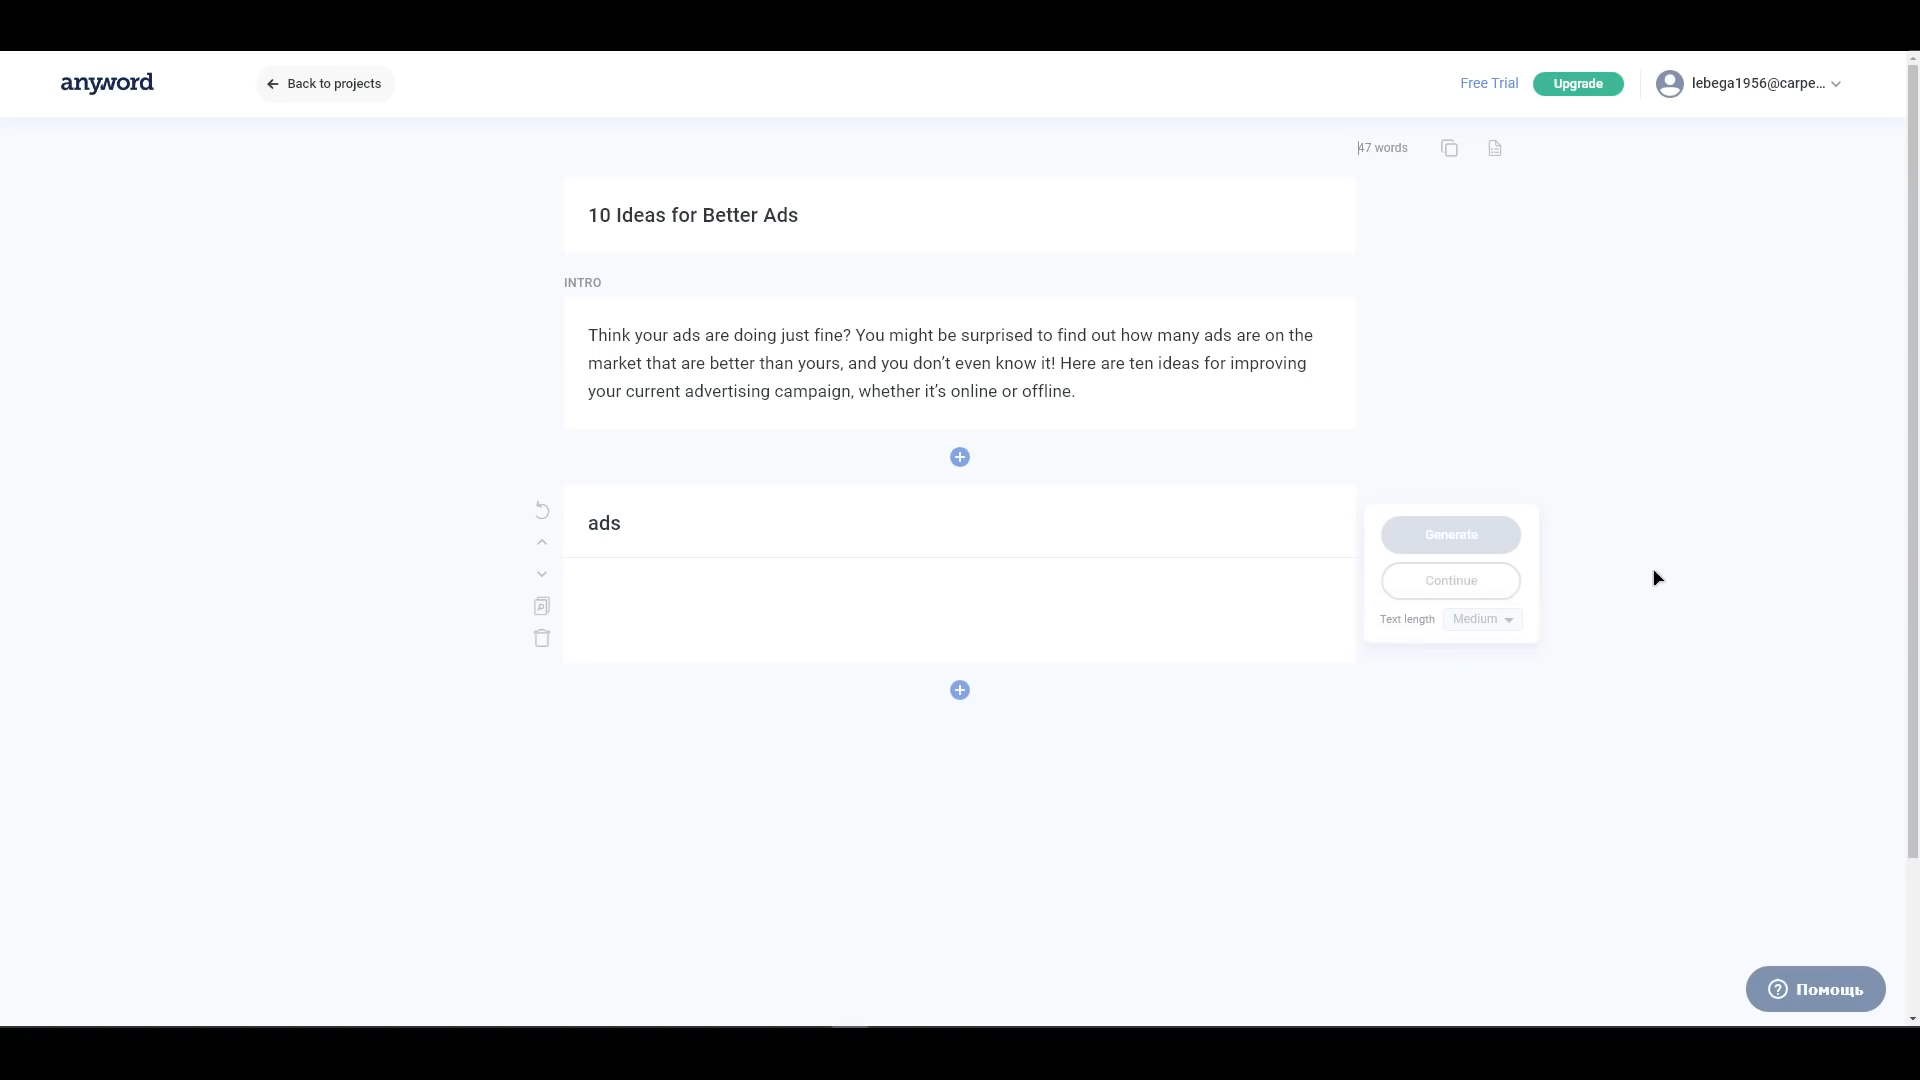 anyword
Back to projects
Free Trial
Upgrade
lebega1956@carpe...
47 words
10 Ideas for Better Ads
INTRO
Think your ads are doing just fine? You might be surprised to find out how many ads are on the
market that are better than yours, and you don’t even know it! Here are ten ideas for improving
your current advertising campaign, whether it’s online or offline.
ads
Generate
Continue
Text length Medium
Помощь